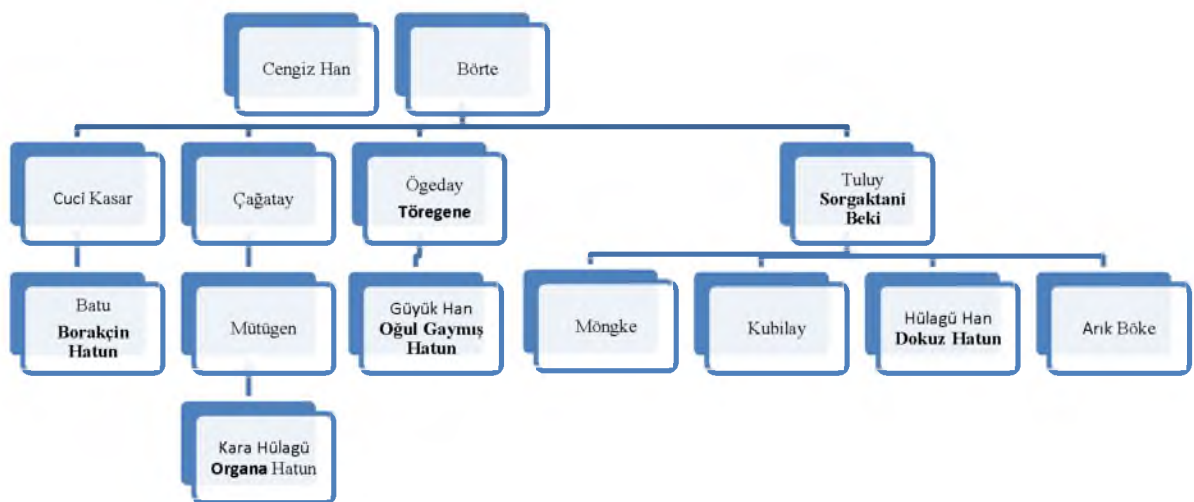 Cengiz Han
Börte
Cuci Kasar
Çağatay
Ögeday
Töregene
Tuluy
Sorgaktani
Beki
Batu
Borakçin
Hatun
Mütügen
Güyük Han
Oğul Gaymış
Hatun
Möngke
Kubilay
Hülagü Han
Dokuz Hatun
Arık Böke
Kara Hülagü
Organa Hatun